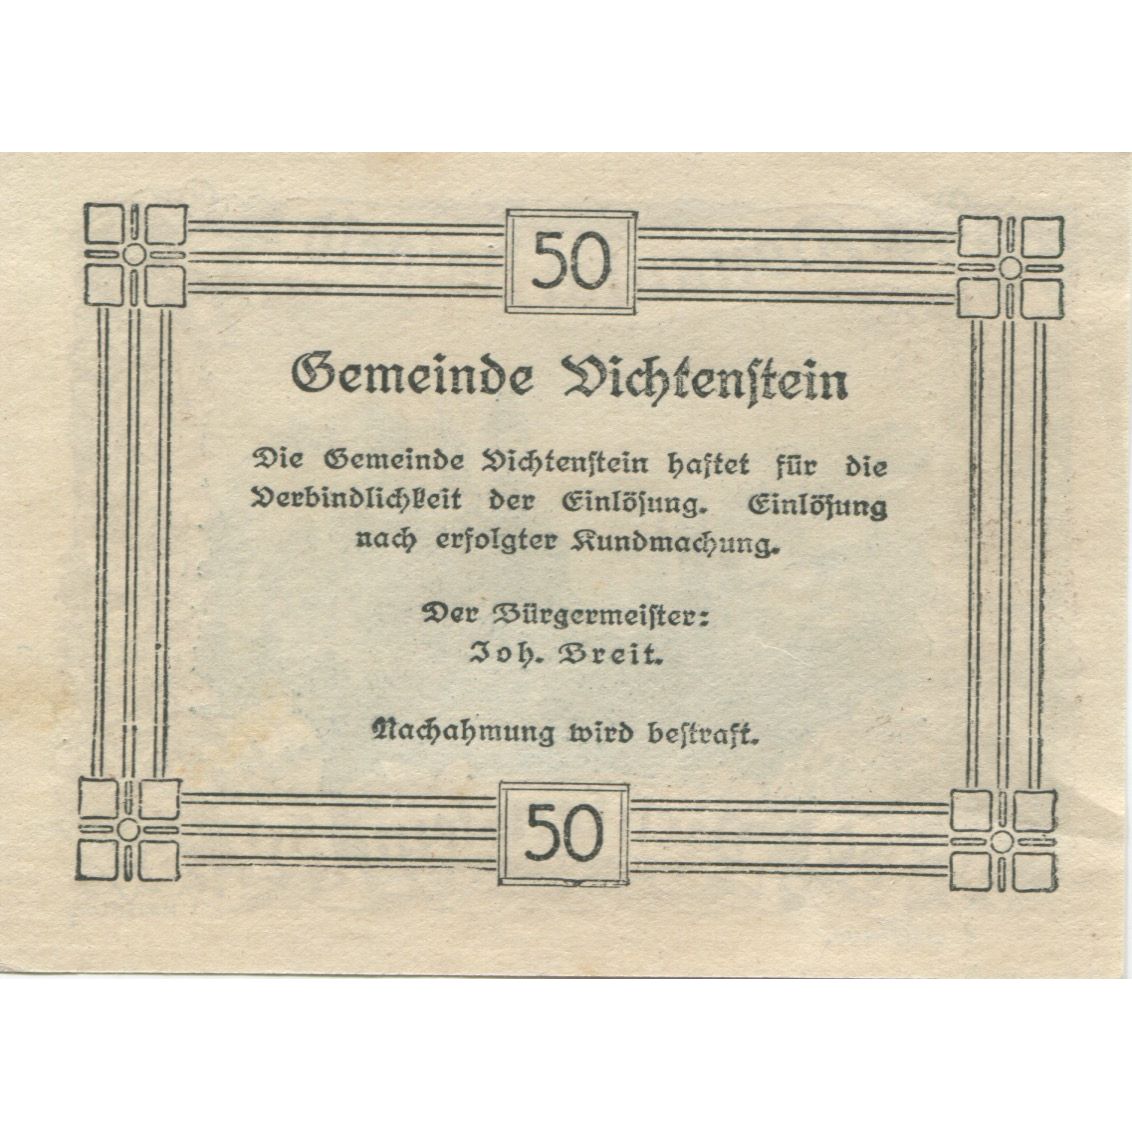 50
Gemeinde Vichtenstein
Die Gemeinde Vichtenstein haftet für die
Verbindlichkeit der Einlösung. Einlösung
nach erfolgter Kundmachung.
Der Bürgermeister:
Joh. Breit.
Nachahmung wird bestraft.
50